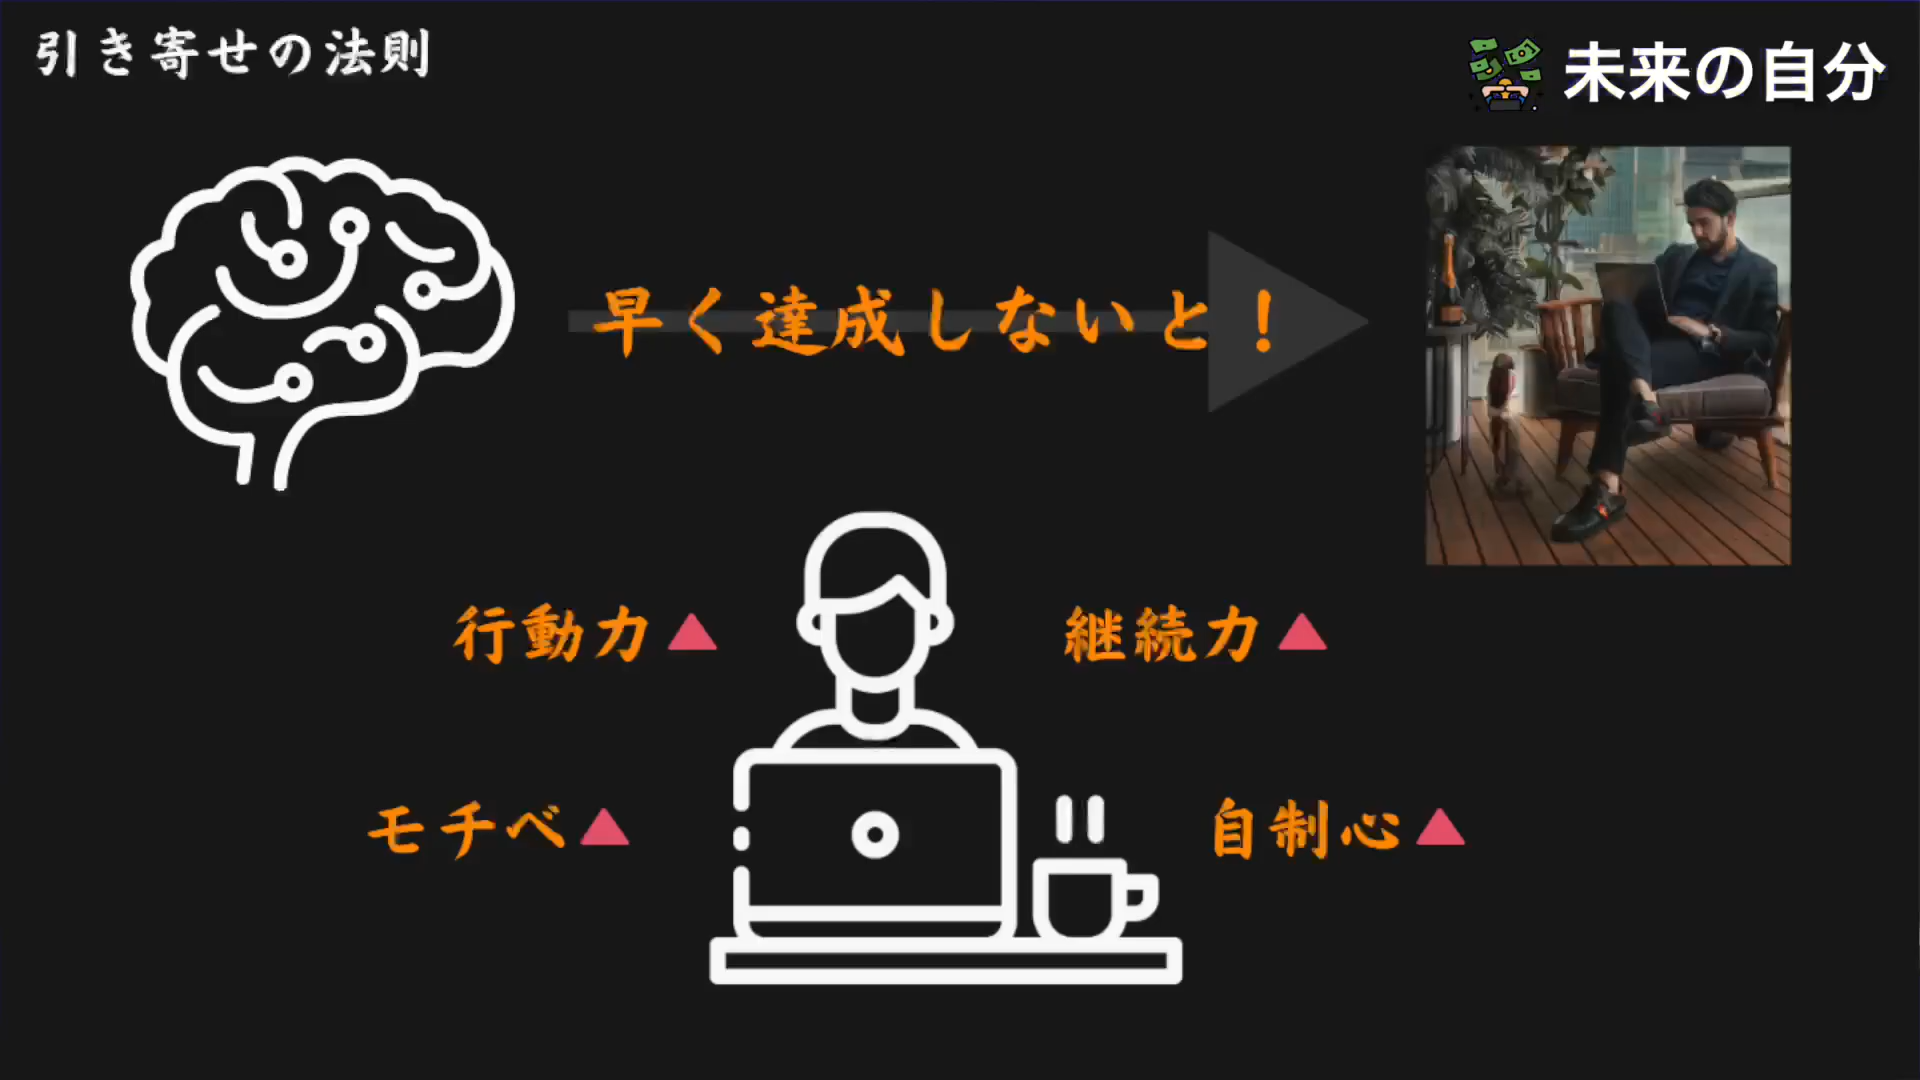 引き寄せの法則
未来の自分
早く達成しないと！
行動力▲
継続力▲
モチベ▲
自制心▲